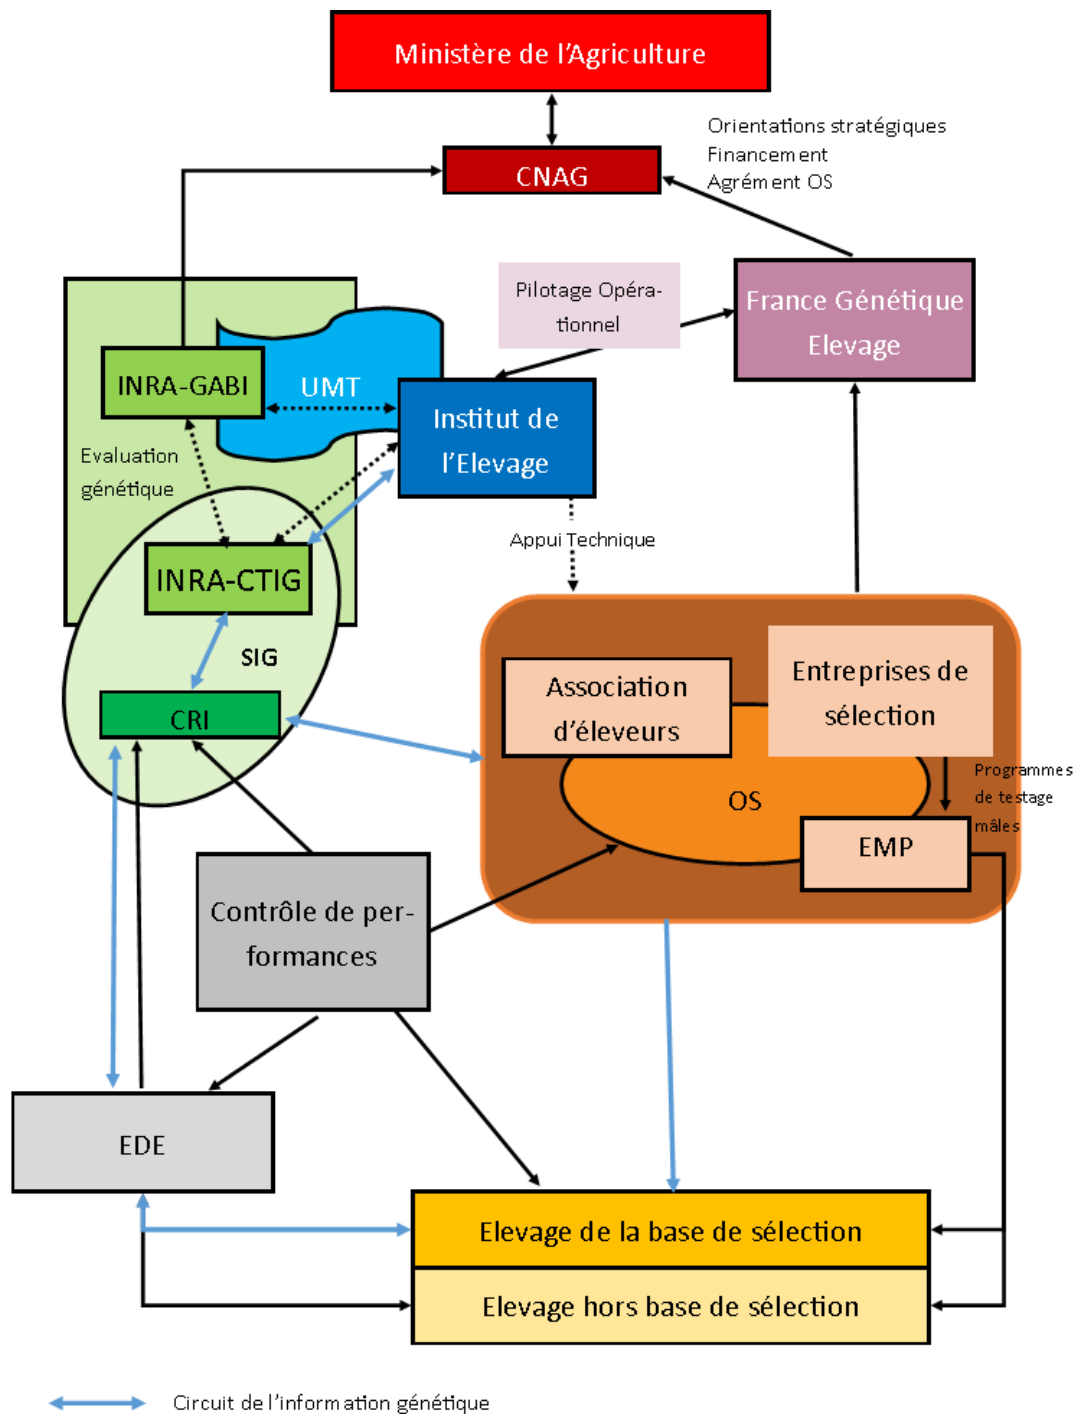 Ministère de l'Agriculture
Orientations stratégiques
Financement
Agrément OS
CNAG
Pilotage Opéra-
tionnel
France Génétique
Elevage
INRA-GABI
UMT
Institut de
l'Elevage
Evaluation
génétique
Appui Technique
INRA-CTIG
SIG
CRI
Association
d'éleveurs
Entreprises de
sélection
OS
Programmes
de testage
mâles
EMP
Contrôle de per-
formances
EDE
Elevage de la base de sélection
Elevage hors base de sélection
Circuit de l'information génétique